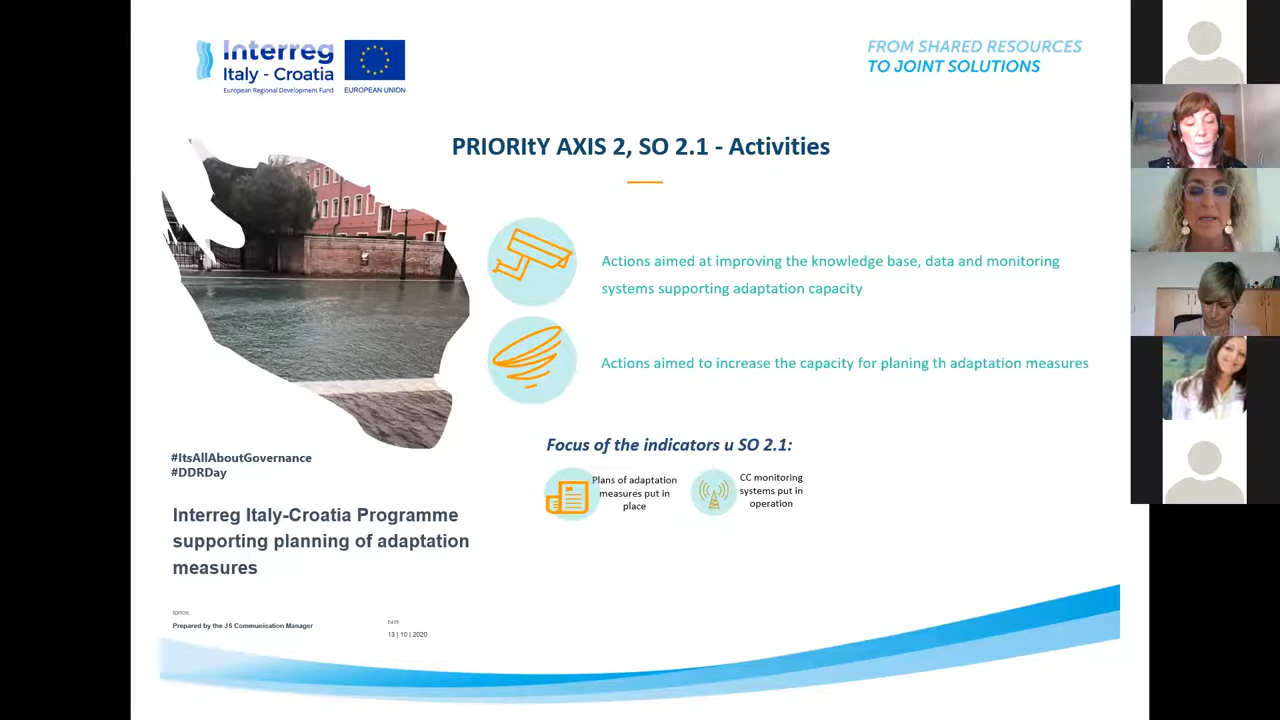 Interreg
Italy - Croatia
European Regional Development Fund
EUROPEAN UNION
FROM SHARED RESOURCES
TO JOINT SOLUTIONS
PRIORItY AXIS 2, SO 2.1 - Activities
Actions aimed at improving the knowledge base, data and monitoring
systems supporting adaptation capacity
Actions aimed to increase the capacity for planing th adaptation measures
Focus of the indicators u SO 2.1:
Plans of adaptation
measures put in
place
CC monitoring
systems put in
operation
#ItsAllAboutGovernance
#DDRDay
Interreg Italy-Croatia Programme
supporting planning of adaptation
measures
EDITOR:
Prepared by the JS Communication Manager
DATE:
13 | 10 | 2020